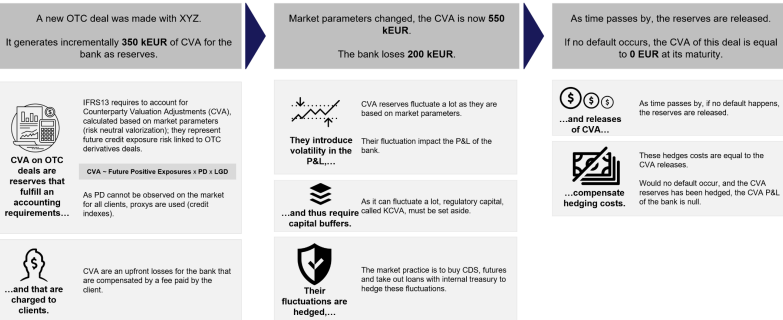 A new OTC deal was made with XYZ.
It generates incrementally 350 kEUR of CVA for the
bank as reserves.
CVA on OTC
deals are
reserves that
fulfill an
accounting
requirements…
IFRS13 requires to account for
Counterparty Valuation Adjustments (CVA),
calculated based on market parameters
(risk neutral valorization); they represent
future credit exposure risk linked to OTC
derivatives deals.
CVA ~ Future Positive Exposures x PD x LGD
As PD cannot be observed on the market
for all clients, proxys are used (credit
indexes).
…and that are
charged to
clients.
CVA are an upfront losses for the bank that
are compensated by a fee paid by the
client.
Market parameters changed, the CVA is now 550
kEUR.
The bank loses 200 kEUR.
They introduce
volatility in the
P&L,…
CVA reserves fluctuate a lot as they are
based on market parameters.
Their fluctuation impact the P&L of the
bank.
…and thus require
capital buffers.
As it can fluctuate a lot, regulatory capital,
called KCVA, must be set aside.
Their
fluctuations are
hedged,…
The market practice is to buy CDS, futures
and take out loans with internal treasury to
hedge these fluctuations.
As time passes by, the reserves are released.
If no default occurs, the CVA of this deal is equal
to 0 EUR at its maturity.
…and releases
of CVA…
As time passes by, if no default happens,
the reserves are released.
…compensate
hedging costs.
These hedges costs are equal to the
CVA releases.
Would no default occur, and the CVA
reserves has been hedged, the CVA P&L
of the bank is null.